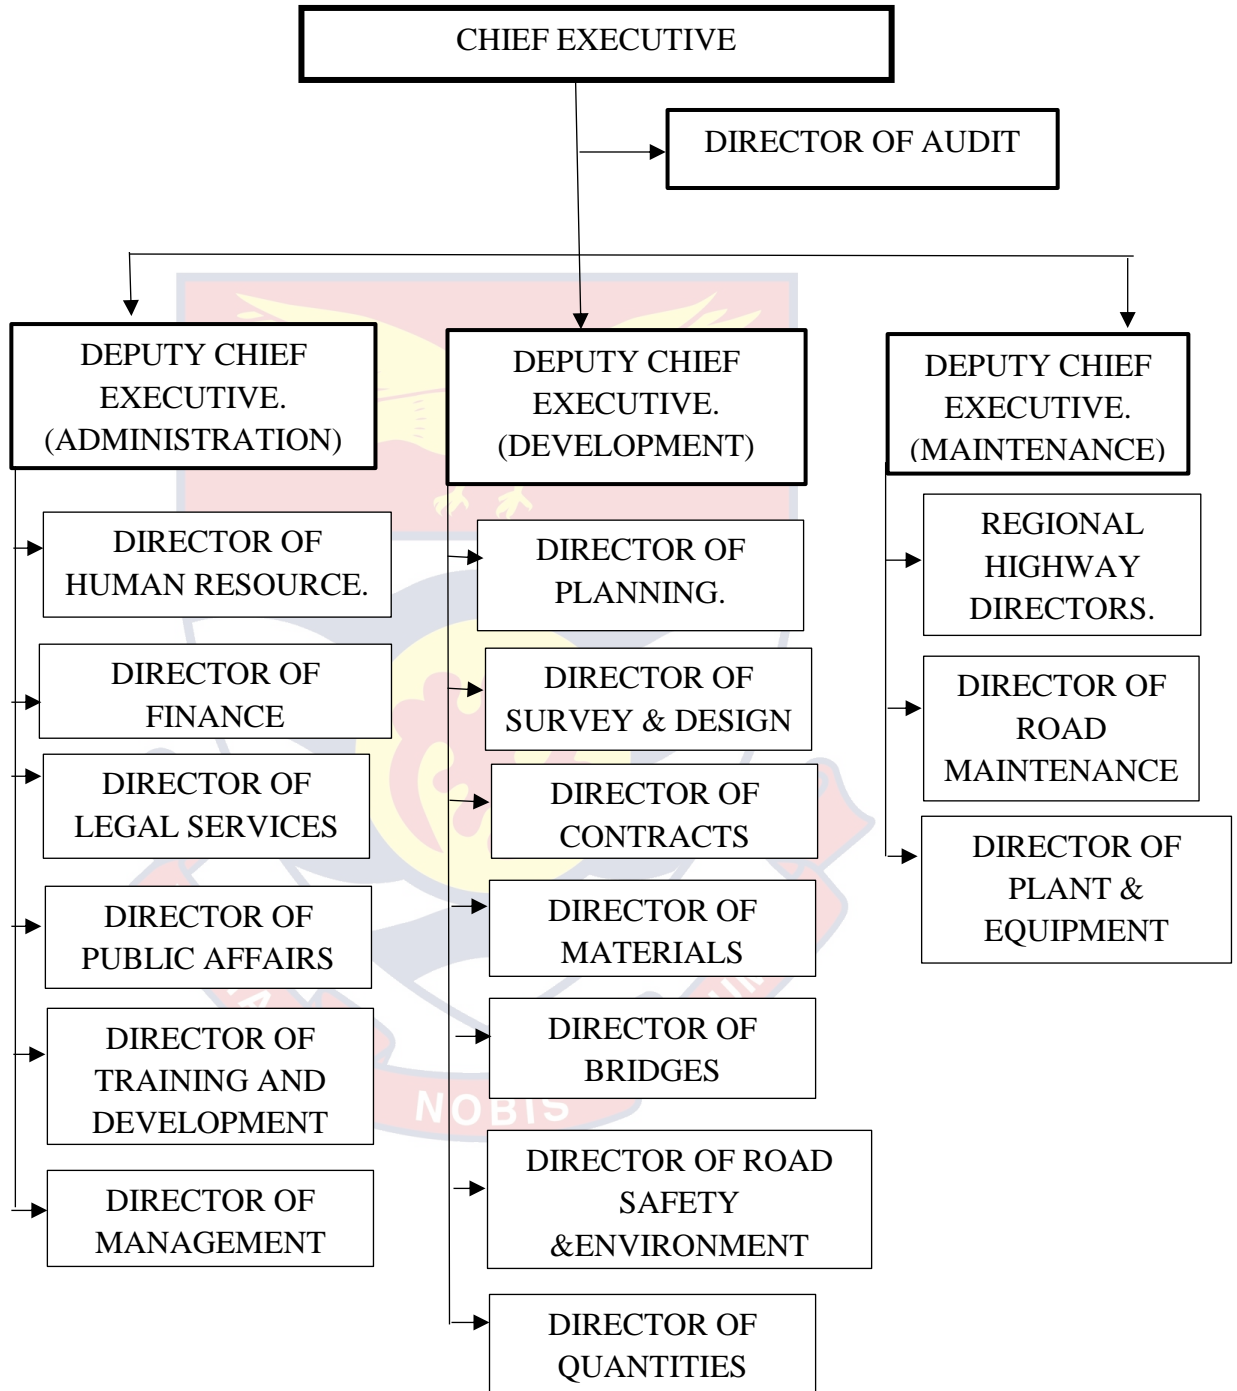 CHIEF EXECUTIVE
DIRECTOR OF AUDIT
DEPUTY CHIEF
EXECUTIVE.
(ADMINISTRATION)
DIRECTOR OF
HUMAN RESOURCE.
DIRECTOR OF
FINANCE
DIRECTOR OF
LEGAL SERVICES
DIRECTOR OF
PUBLIC AFFAIRS
DIRECTOR OF
TRAINING AND
DEVELOPMENT
DIRECTOR OF
MANAGEMENT
DEPUTY CHIEF
EXECUTIVE.
(DEVELOPMENT)
DIRECTOR OF
PLANNING.
DIRECTOR OF
SURVEY & DESIGN
DIRECTOR OF
CONTRACTS
DIRECTOR OF
MATERIALS
DIRECTOR OF
BRIDGES
DIRECTOR OF ROAD
SAFETY
&ENVIRONMENT
DIRECTOR OF
QUANTITIES
DEPUTY CHIEF
EXECUTIVE.
(MAINTENANCE)
REGIONAL
HIGHWAY
DIRECTORS.
DIRECTOR OF
ROAD
MAINTENANCE
DIRECTOR OF
PLANT &
EQUIPMENT
NOBIS